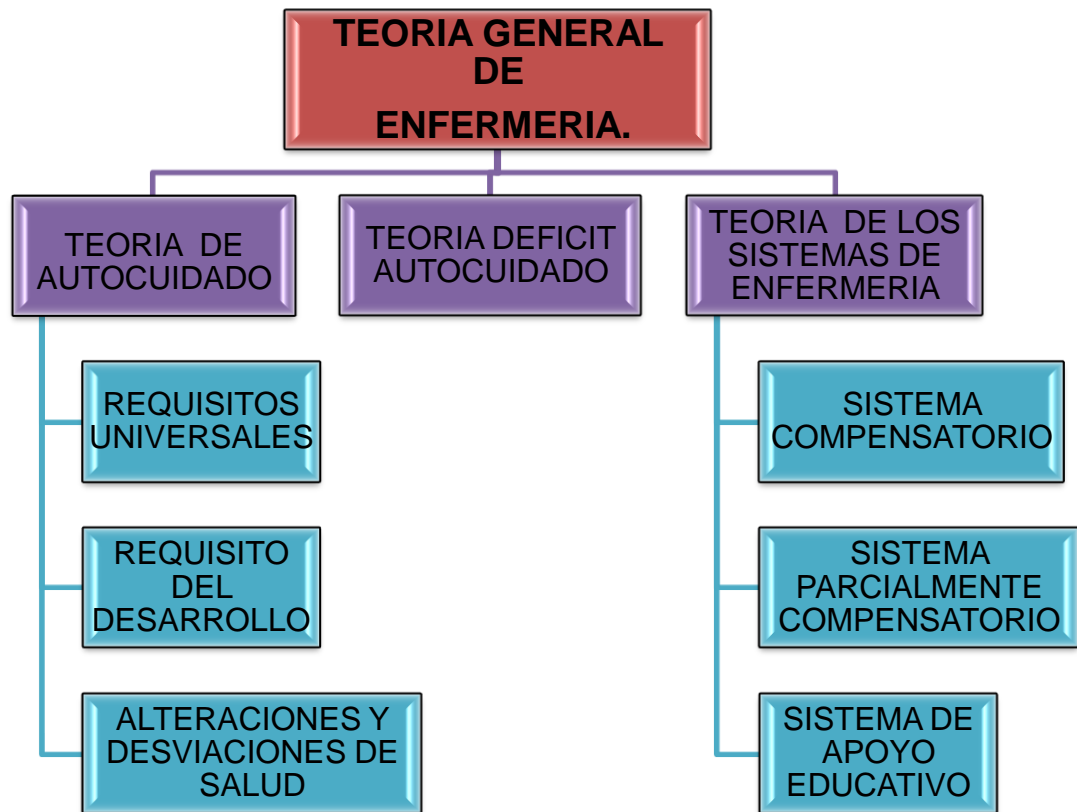 TEORIA GENERAL
DE
ENFERMERIA.
TEORIA DE
AUTOCUIDADO
TEORIA DEFICIT
AUTOCUIDADO
TEORIA DE LOS
SISTEMAS DE
ENFERMERIA
REQUISITOS
UNIVERSALES
REQUISITO
DEL
DESARROLLO
ALTERACIONES Y
DESVIACIONES DE
SALUD
SISTEMA
COMPENSATORIO
SISTEMA
PARCIALMENTE
COMPENSATORIO
SISTEMA DE
APOYO
EDUCATIVO